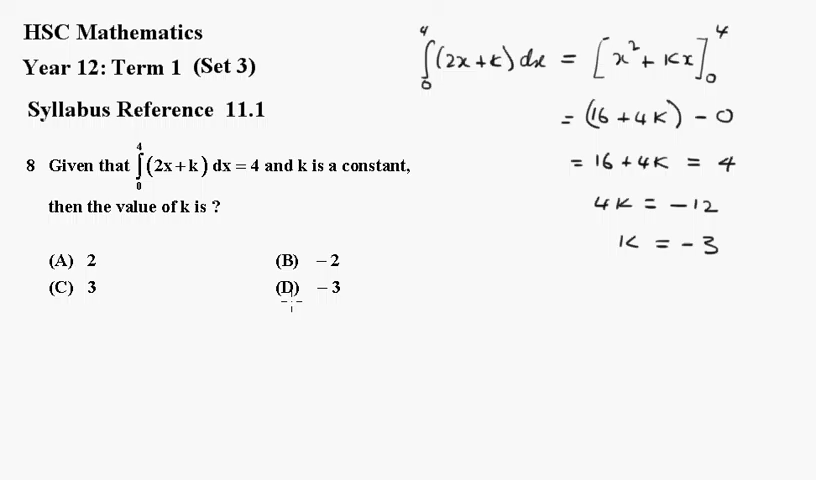 HSC Mathematics
Year 12: Term 1 (Set 3)
Syllabus Reference 11.1
8 Given that ∫₀⁴ (2x+k) dx = 4 and k is a constant,
then the value of k is ?
(A) 2 (B) −2
(C) 3 (D) −3
∫₀⁴ (2x+k) dx = [x² + kx]₀⁴
= (16 + 4k) − 0
= 16 + 4k = 4
4k = −12
k = −3